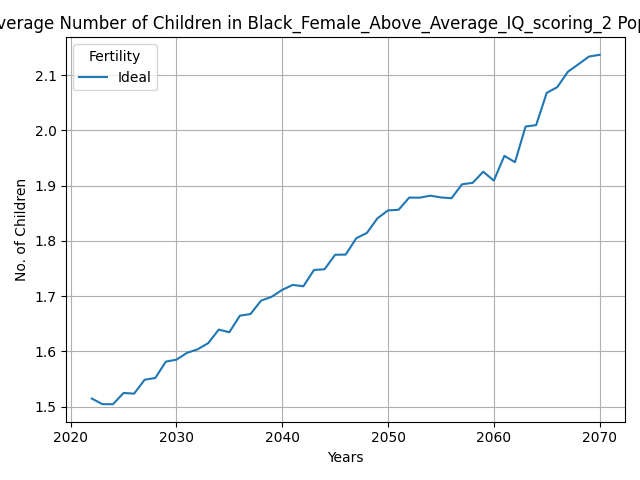 verage Number of Children in Black_Female_Above_Average_IQ_scoring_2 Pop
Fertility
Ideal
2.1
2.0
1.9
1.8
1.7
1.6
1.5
No. of Children
2020 2030 2040 2050 2060 2070
Years